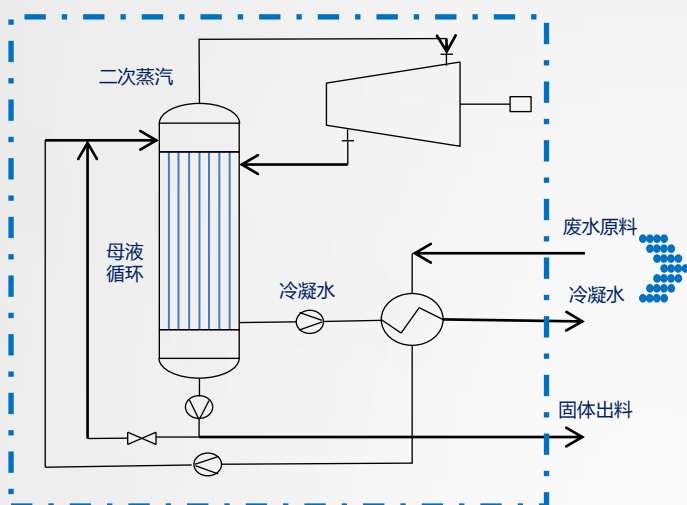 二次蒸汽
母液
循环
冷凝水
废水原料
冷凝水
固体出料